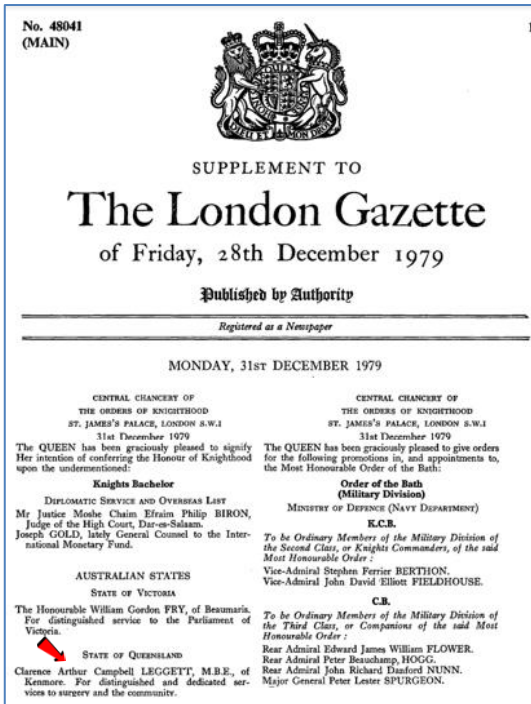 No. 48041
(MAIN)
DIEU ET MON DROIT
SUPPLEMENT TO
The London Gazette
of Friday, 28th December 1979
Published by Authority
Registered as a Newspaper
MONDAY, 31ST DECEMBER 1979
CENTRAL CHANCERY OF
THE ORDERS OF KNIGHTHOOD
ST. JAMES'S PALACE, LONDON S.W.1
31st December 1979
The QUEEN has been graciously pleased to signify
Her intention of conferring the Honour of Knighthood
upon the undermentioned:
Knights Bachelor
DIPLOMATIC SERVICE AND OVERSEAS LIST
Mr Justice Moshe Chaim Efraim Philip BIRON,
Judge of the High Court, Dar-es-Salaam.
Joseph GOLD, lately General Counsel to the Inter-
national Monetary Fund.
AUSTRALIAN STATES
STATE OF VICTORIA
The Honourable William Gordon FRY, of Beaumaris.
For distinguished service to the Parliament of
Victoria.
STATE OF QUEENSLAND
Clarence Arthur Campbell LEGGETT, M.B.E., of
Kenmore. For distinguished and dedicated ser-
vices to surgery and the community.
CENTRAL CHANCERY OF
THE ORDERS OF KNIGHTHOOD
ST. JAMES'S PALACE, LONDON S.W.1
31st December 1979
The QUEEN has been graciously pleased to give orders
for the following promotions in, and appointments to,
the Most Honourable Order of the Bath:
Order of the Bath
(Military Division)
MINISTRY OF DEFENCE (NAVY DEPARTMENT)
K.C.B.
To be Ordinary Members of the Military Division of
the Second Class, or Knights Commanders, of the said
Most Honourable Order :
Vice-Admiral Stephen Ferrier BERTHON.
Vice-Admiral John David Elliott FIELDHOUSE.
C.B.
To be Ordinary Members of the Military Division of
the Third Class, or Companions of the said Most
Honourable Order :
Rear Admiral Edward James William FLOWER.
Rear Admiral Peter Beauchamp, HOGG.
Rear Admiral John Richard Danford NUNN.
Major General Peter Lester SPURGEON.